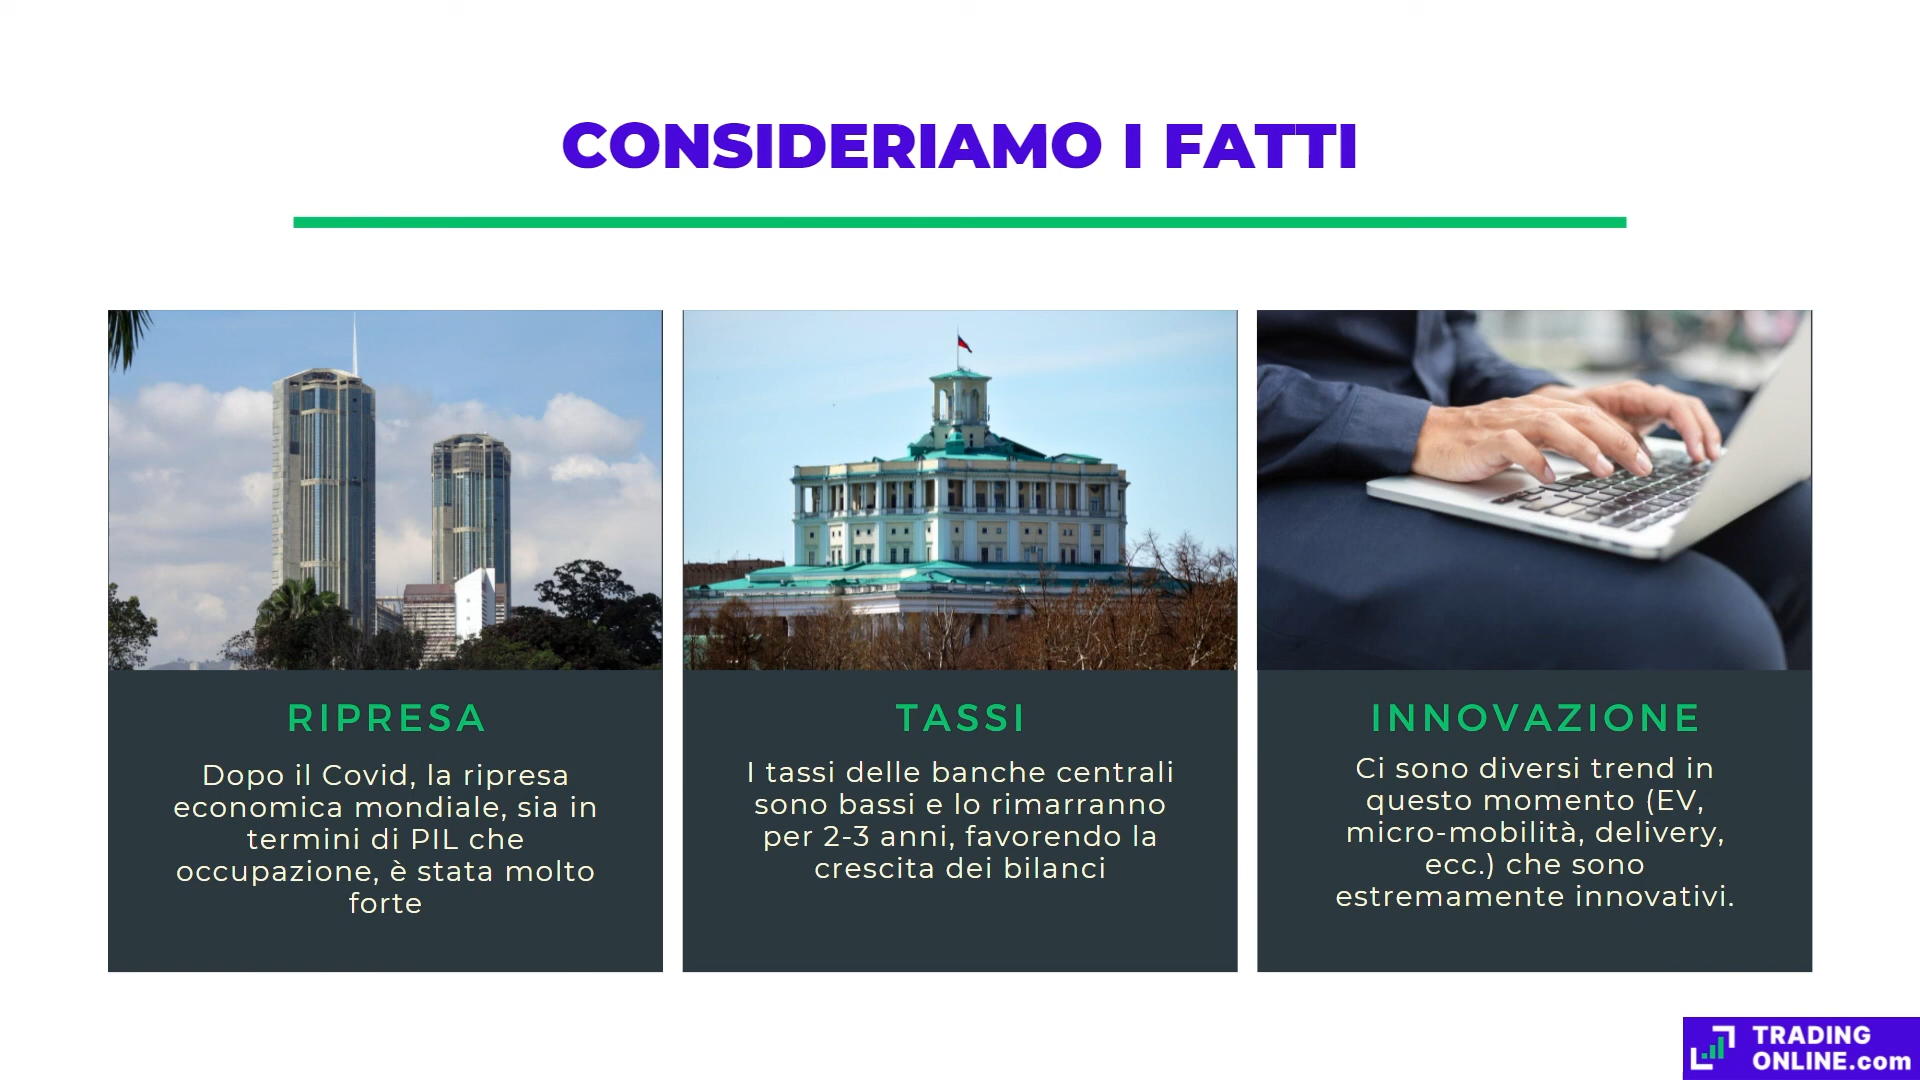 CONSIDERIAMO I FATTI
RIPRESA
Dopo il Covid, la ripresa
economica mondiale, sia in
termini di PIL che
occupazione, è stata molto
forte
TASSI
I tassi delle banche centrali
sono bassi e lo rimarranno
per 2-3 anni, favorendo la
crescita dei bilanci
INNOVAZIONE
Ci sono diversi trend in
questo momento (EV,
micro-mobilità, delivery,
ecc.) che sono
estremamente innovativi.
TRADING
ONLINE.com